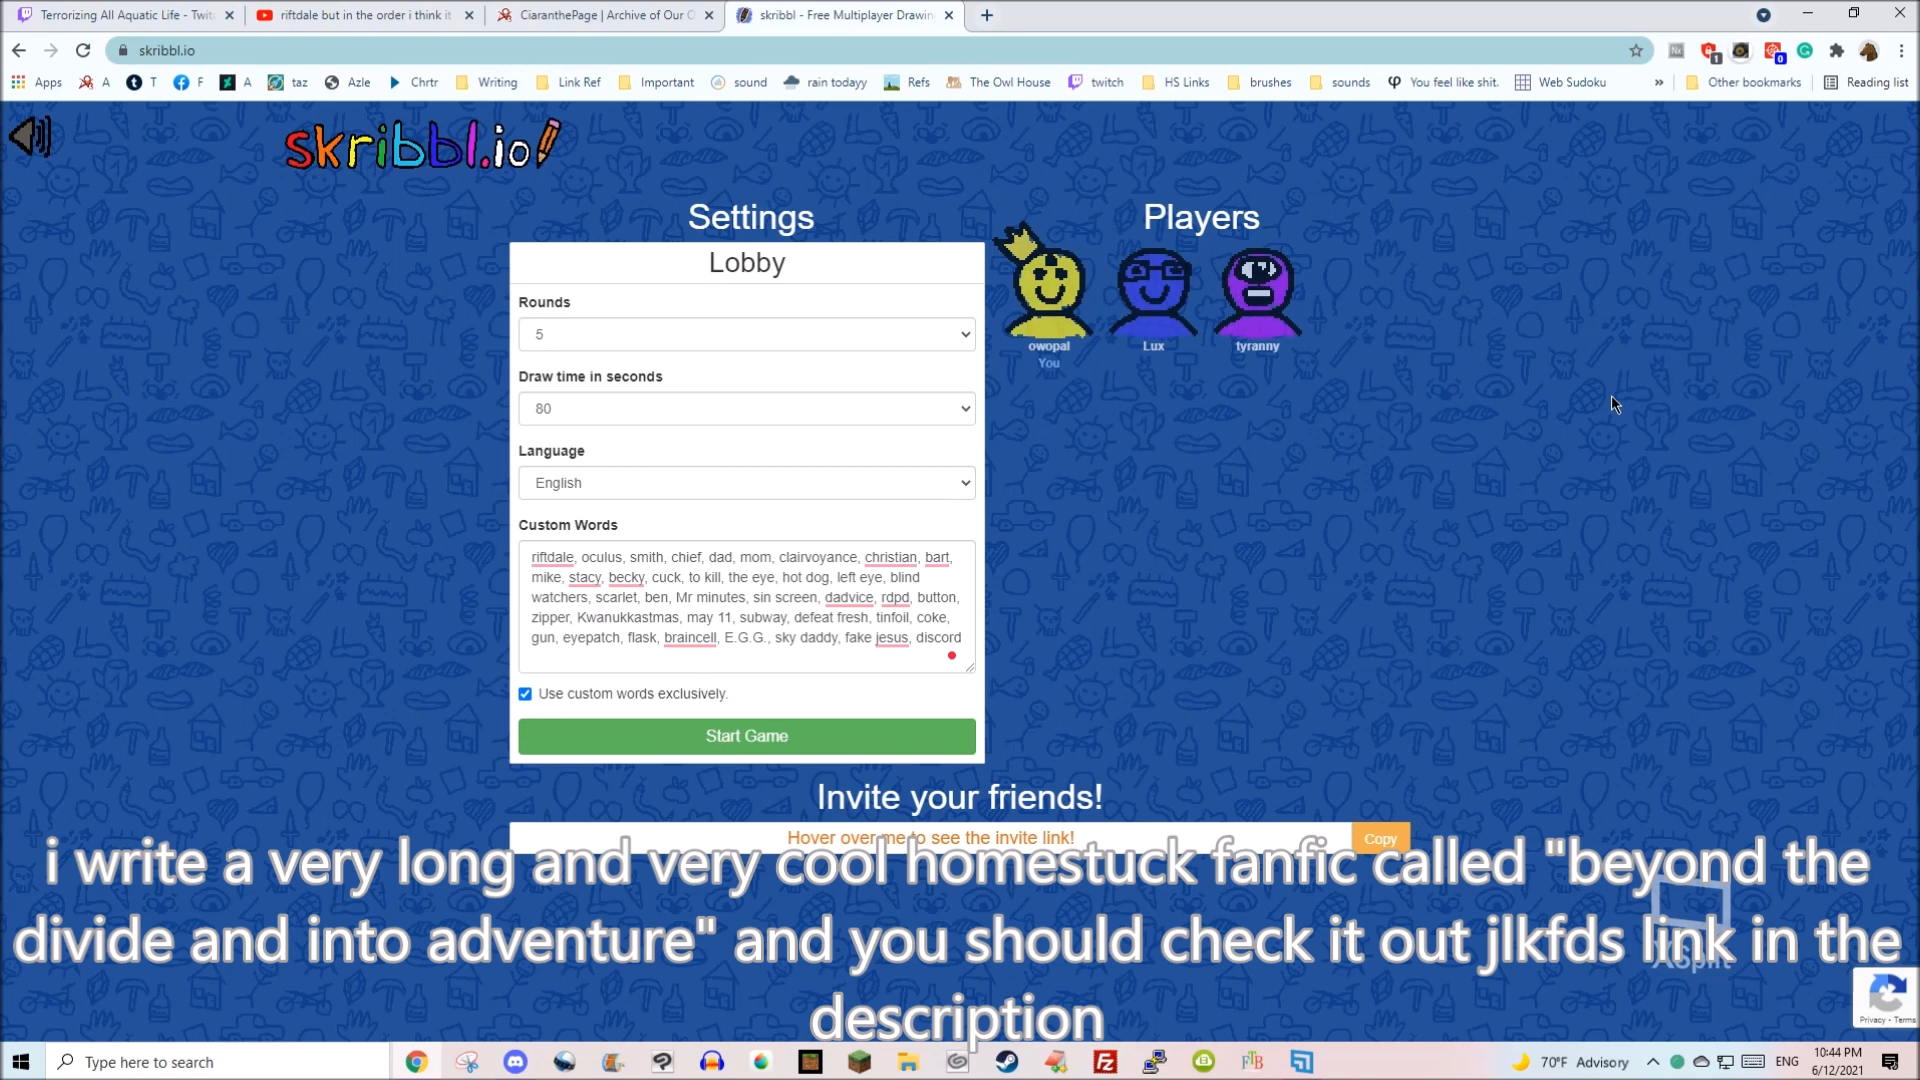 Terrorizing All Aquatic Life - Twit
riftdale but in the order i think it
CiaranthePage | Archive of Our O
skribbl - Free Multiplayer Drawin
skribbl.io
Apps
A
T
F
A
taz
Azle
Chrtr
Writing
Link Ref
Important
sound
rain todayy
Refs
The Owl House
twitch
HS Links
brushes
sounds
You feel like shit.
Web Sudoku
»
Other bookmarks
Reading list
skribbl.io
Settings
Players
Lobby
Rounds
5
owopal
Lux
tyranny
You
Draw time in seconds
80
Language
English
Custom Words
riftdale, oculus, smith, chief, dad, mom, clairvoyance, christian, bart,
mike, stacy, becky, cuck, to kill, the eye, hot dog, left eye, blind
watchers, scarlet, ben, Mr minutes, sin screen, dadvice, rdpd, button,
zipper, Kwanukkastmas, may 11, subway, defeat fresh, tinfoil, coke,
gun, eyepatch, flask, braincell, E.G.G., sky daddy, fake jesus, discord
Use custom words exclusively.
Start Game
Invite your friends!
Hover over me to see the invite link!
Copy
i write a very long and very cool homestuck fanfic called "beyond the
divide and into adventure" and you should check it out jlkfds link in the
description
XSplit
Privacy - Terms
Type here to search
70°F Advisory
ENG
10:44 PM
6/12/2021